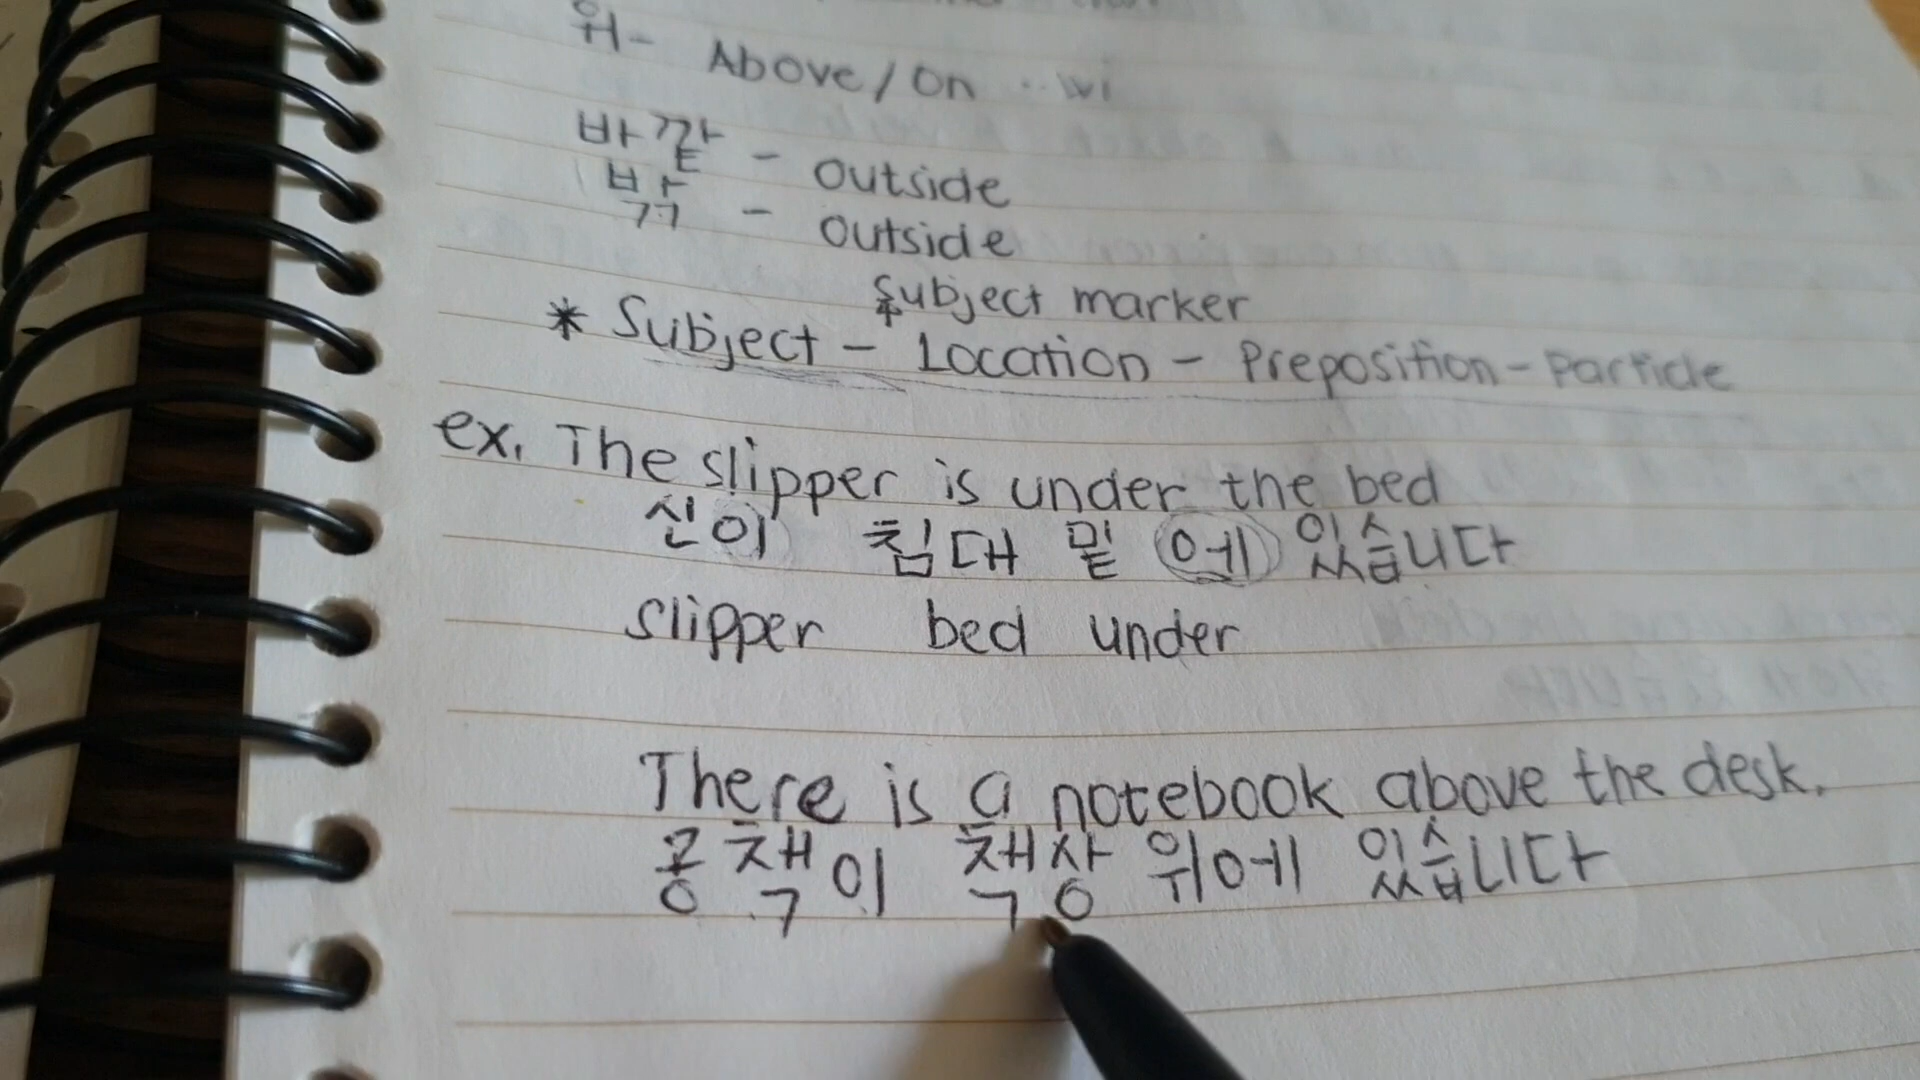 위- Above/on ..wi
바깥 - outside
밖 - outside
subject marker
* Subject - Location - Preposition - Particle
ex. The slipper is under the bed
신이 침대 밑 에 있습니다
slipper bed under
There is a notebook above the desk.
공책이 책상 위에 있습니다